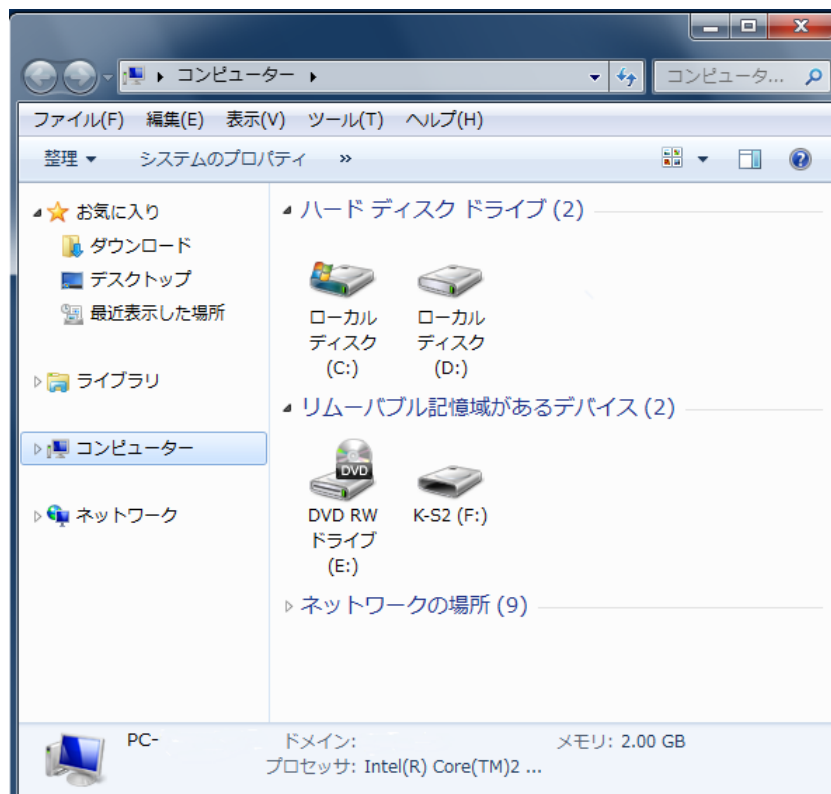 コンピューター
コンピュータ...
ファイル(F) 編集(E) 表示(V) ツール(T) ヘルプ(H)
整理 システムのプロパティ »
お気に入り
ダウンロード
デスクトップ
最近表示した場所
ライブラリ
コンピューター
ネットワーク
ハード ディスク ドライブ (2)
ローカル
ディスク
(C:)
ローカル
ディスク
(D:)
リムーバブル記憶域があるデバイス (2)
DVD
DVD RW
ドライブ
(E:)
K-S2 (F:)
ネットワークの場所 (9)
PC-
ドメイン:
メモリ: 2.00 GB
プロセッサ: Intel(R) Core(TM)2 ...